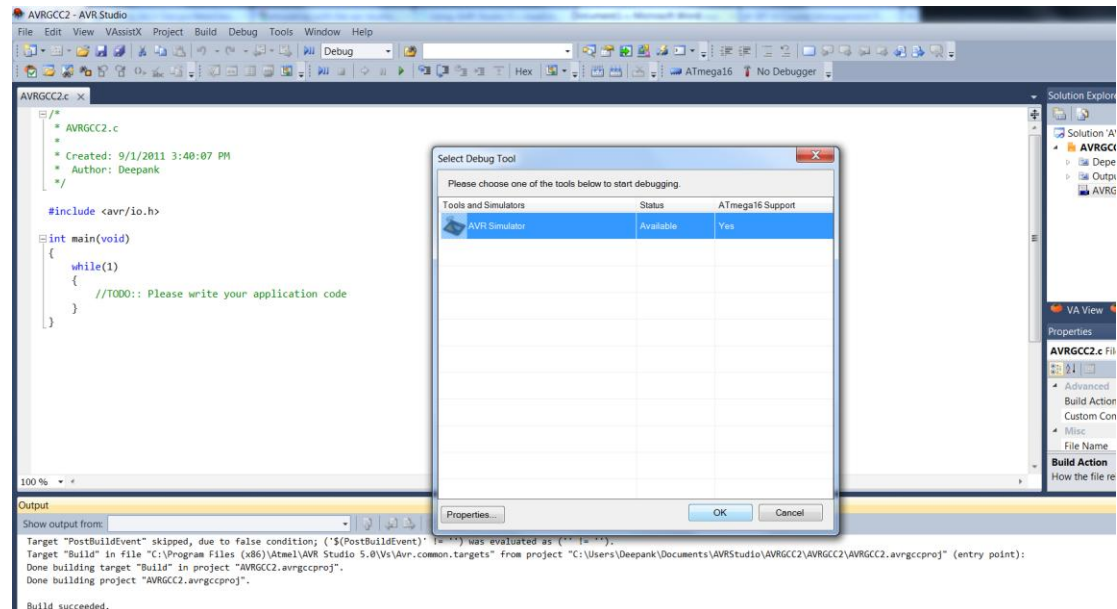 AVRGCC2 - AVR Studio
File Edit View VAssistX Project Build Debug Tools Window Help
Debug
Hex ATmega16 No Debugger
AVRGCC2.c
/*
* AVRGCC2.c
*
* Created: 9/1/2011 3:40:07 PM
* Author: Deepank
*/
#include <avr/io.h>
int main(void)
{
while(1)
{
//TODO:: Please write your application code
}
}
100 %
Select Debug Tool
Please choose one of the tools below to start debugging.
Tools and Simulators Status ATmega16 Support
AVR Simulator Available Yes
Properties... OK Cancel
Solution Explore
Solution 'A
AVRGCC
Depe
Outpu
AVRG
VA View
Properties
AVRGCC2.c Fil
Advanced
Build Action
Custom Con
Misc
File Name
Build Action
How the file re
Output
Show output from:
Target "PostBuildEvent" skipped, due to false condition; ('$(PostBuildEvent)' != '') was evaluated as ('' != '').
Target "Build" in file "C:\Program Files (x86)\Atmel\AVR Studio 5.0\Vs\Avr.common.targets" from project "C:\Users\Deepank\Documents\AVRStudio\AVRGCC2\AVRGCC2\AVRGCC2.avrgccproj" (entry point):
Done building target "Build" in project "AVRGCC2.avrgccproj".
Done building project "AVRGCC2.avrgccproj".
Build succeeded.